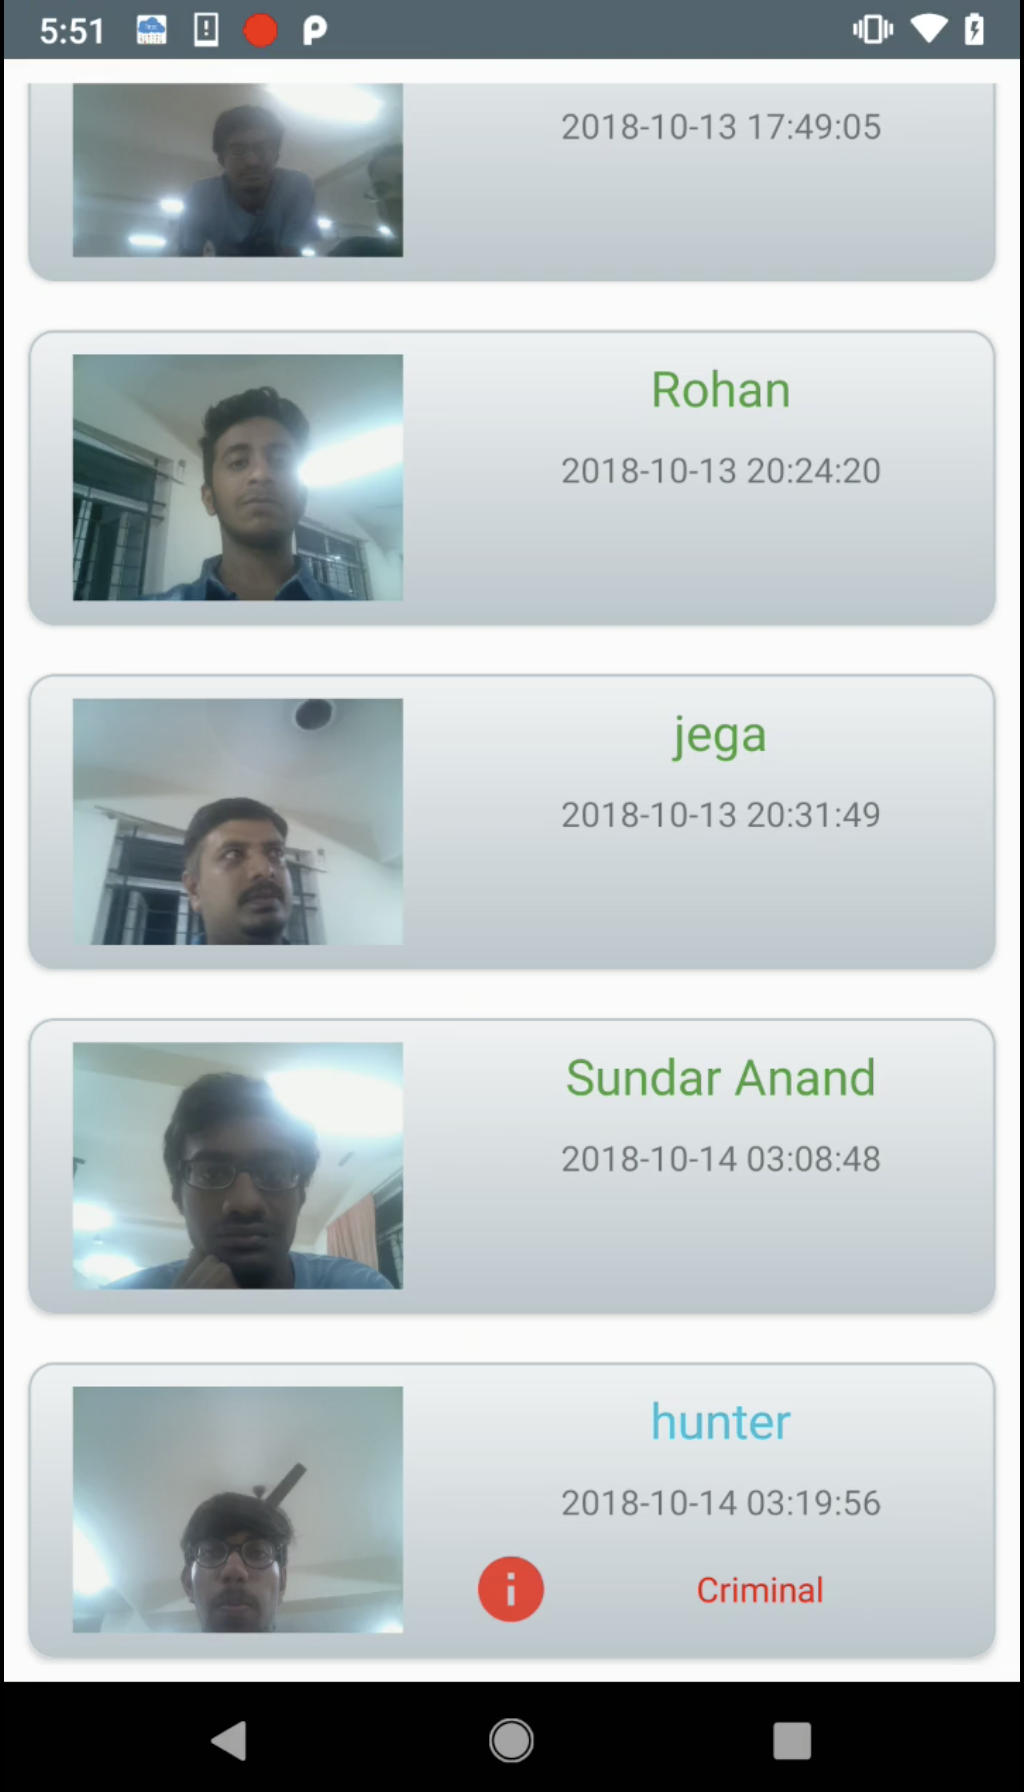 5:51
2018-10-13 17:49:05
Rohan
2018-10-13 20:24:20
jega
2018-10-13 20:31:49
Sundar Anand
2018-10-14 03:08:48
hunter
2018-10-14 03:19:56
Criminal